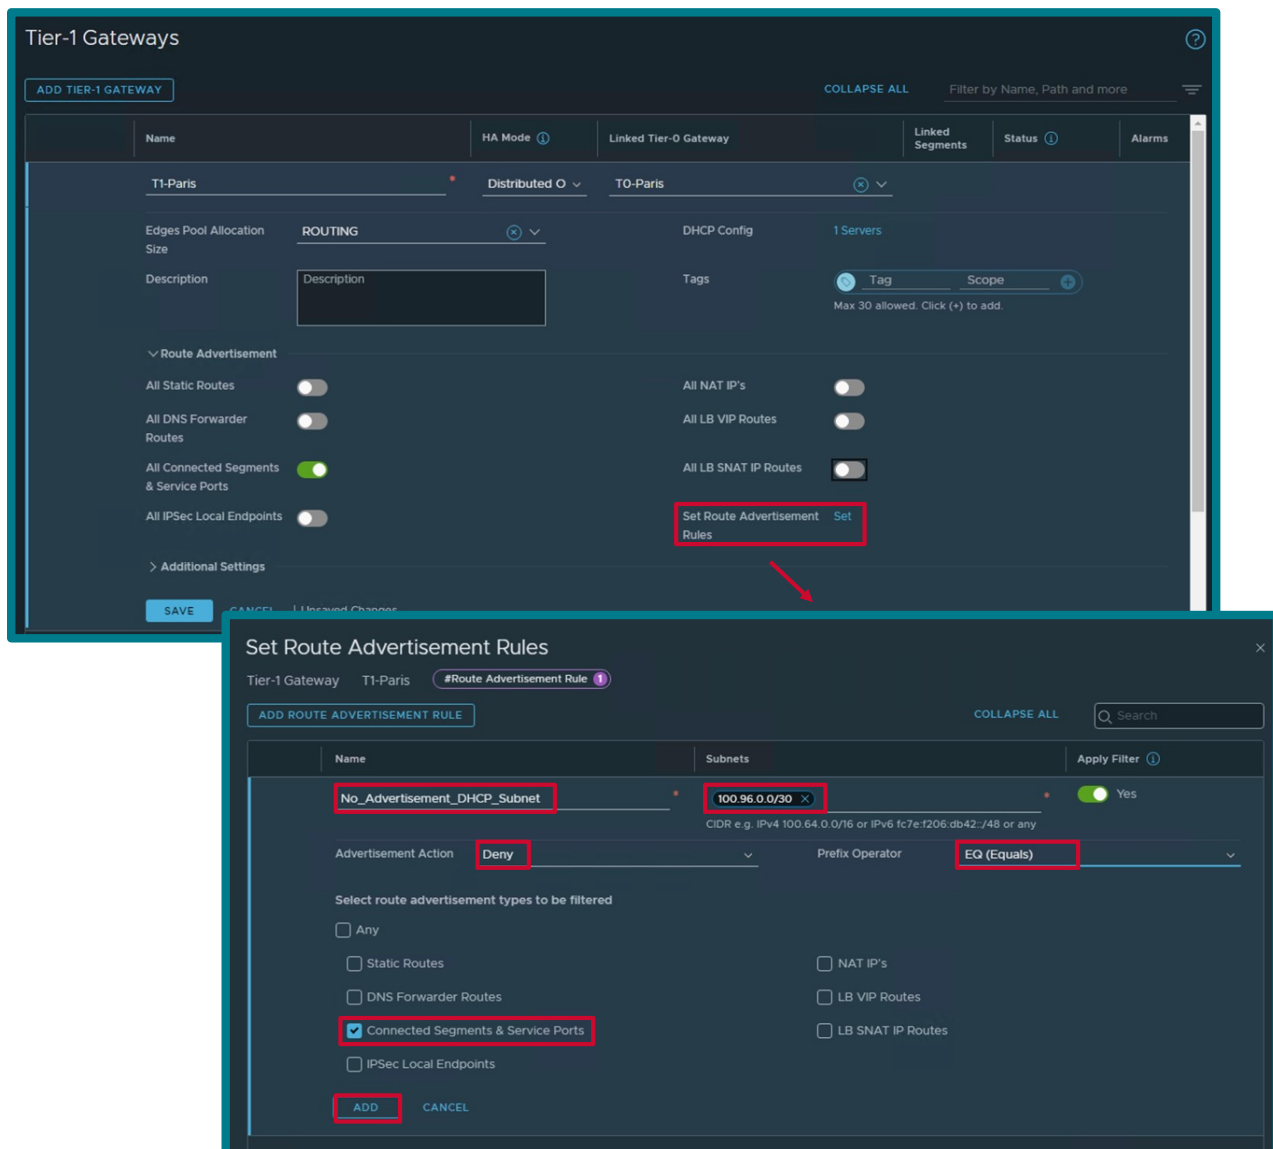 Tier-1 Gateways
ADD TIER-1 GATEWAY
COLLAPSE ALL
Filter by Name, Path and more
Name
HA Mode
Linked Tier-0 Gateway
Linked
Segments
Status
Alarms
T1-Paris
*
Distributed O
T0-Paris
Edges Pool Allocation
Size
ROUTING
DHCP Config
1 Servers
Description
Description
Tags
Tag
Scope
Max 30 allowed. Click (+) to add.
Route Advertisement
All Static Routes
All NAT IP's
All DNS Forwarder
Routes
All LB VIP Routes
All Connected Segments
& Service Ports
All LB SNAT IP Routes
All IPSec Local Endpoints
Set Route Advertisement
Rules
Set
Additional Settings
SAVE
CANCEL
Unsaved Changes
Set Route Advertisement Rules
Tier-1 Gateway
T1-Paris
#Route Advertisement Rule 1
ADD ROUTE ADVERTISEMENT RULE
COLLAPSE ALL
Search
Name
Subnets
Apply Filter
No_Advertisement_DHCP_Subnet
*
100.96.0.0/30
*
Yes
CIDR e.g. IPv4 100.64.0.0/16 or IPv6 fc7e:f206:db42::/48 or any
Advertisement Action
Deny
Prefix Operator
EQ (Equals)
Select route advertisement types to be filtered
Any
Static Routes
NAT IP's
DNS Forwarder Routes
LB VIP Routes
Connected Segments & Service Ports
LB SNAT IP Routes
IPSec Local Endpoints
ADD
CANCEL